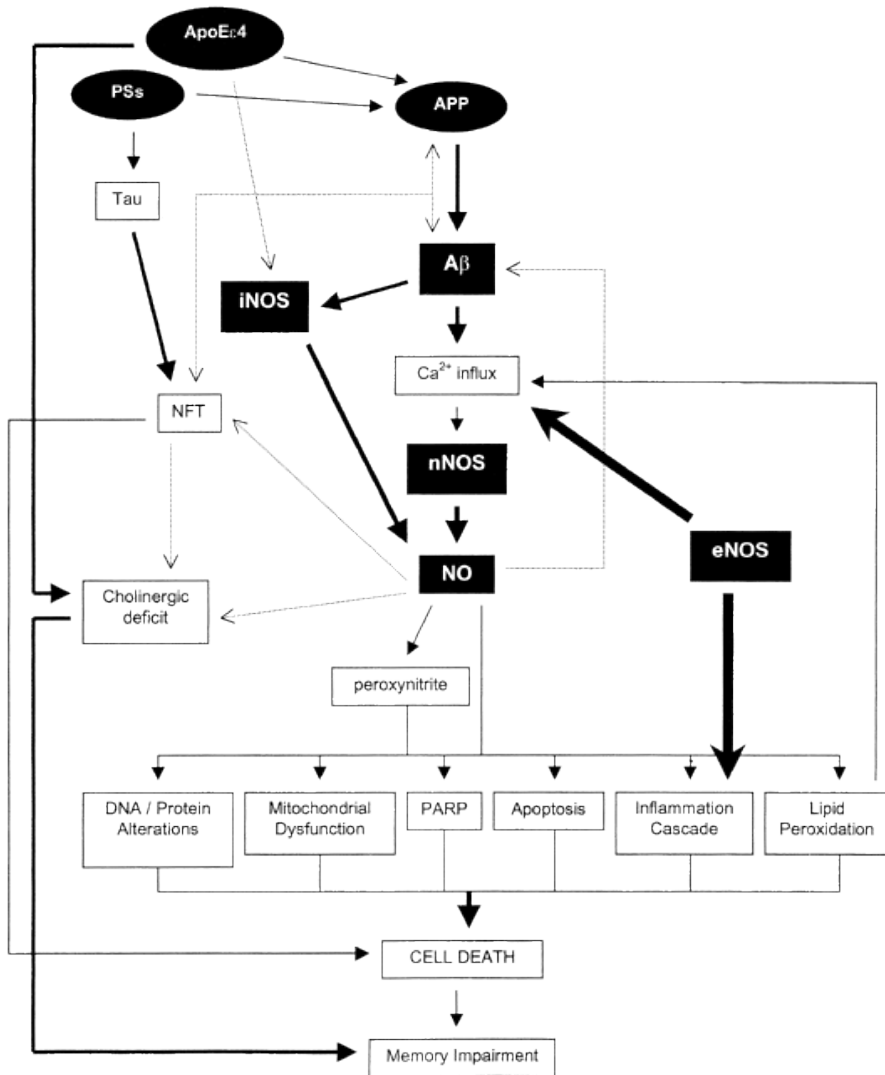 ApoEε4
PSs
APP
Tau
Aβ
iNOS
Ca2+ influx
NFT
nNOS
eNOS
NO
Cholinergic
deficit
peroxynitrite
DNA / Protein
Alterations
Mitochondrial
Dysfunction
PARP
Apoptosis
Inflammation
Cascade
Lipid
Peroxidation
CELL DEATH
Memory Impairment